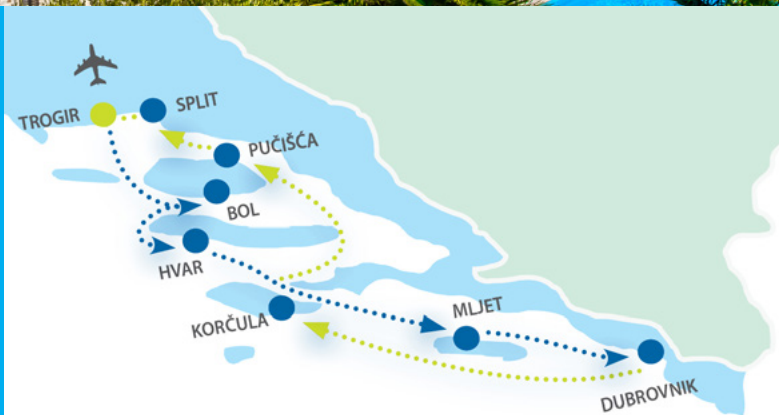 TROGIR
SPLIT
PUČIŠĆA
BOL
HVAR
KORČULA
MLJET
DUBROVNIK